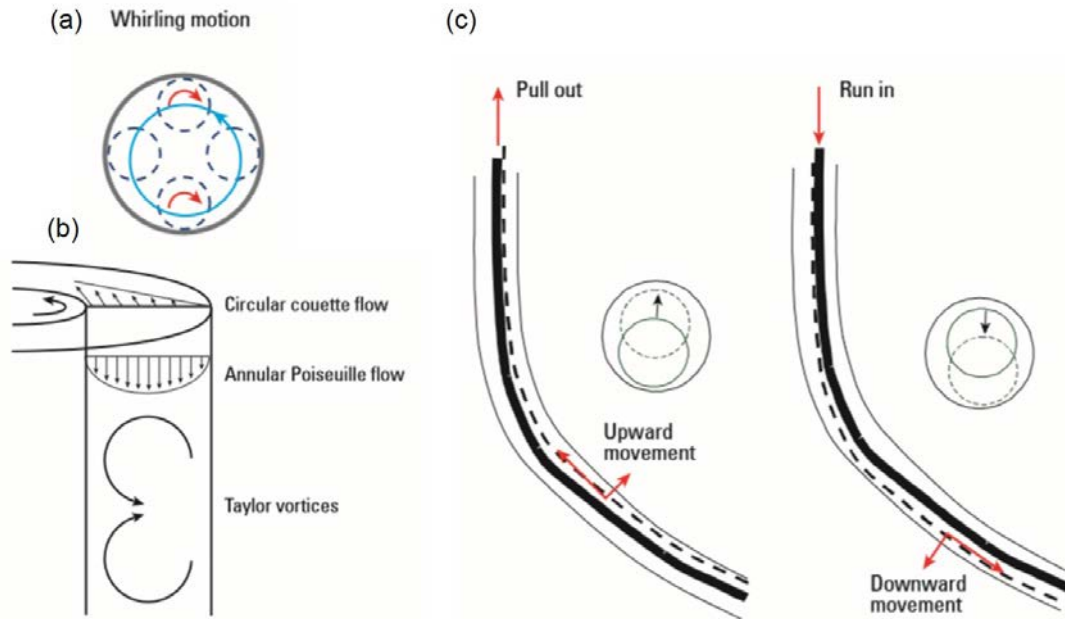 (a)
Whirling motion
(b)
Circular couette flow
Annular Poiseuille flow
Taylor vortices
(c)
Pull out
Run in
Upward
movement
Downward
movement